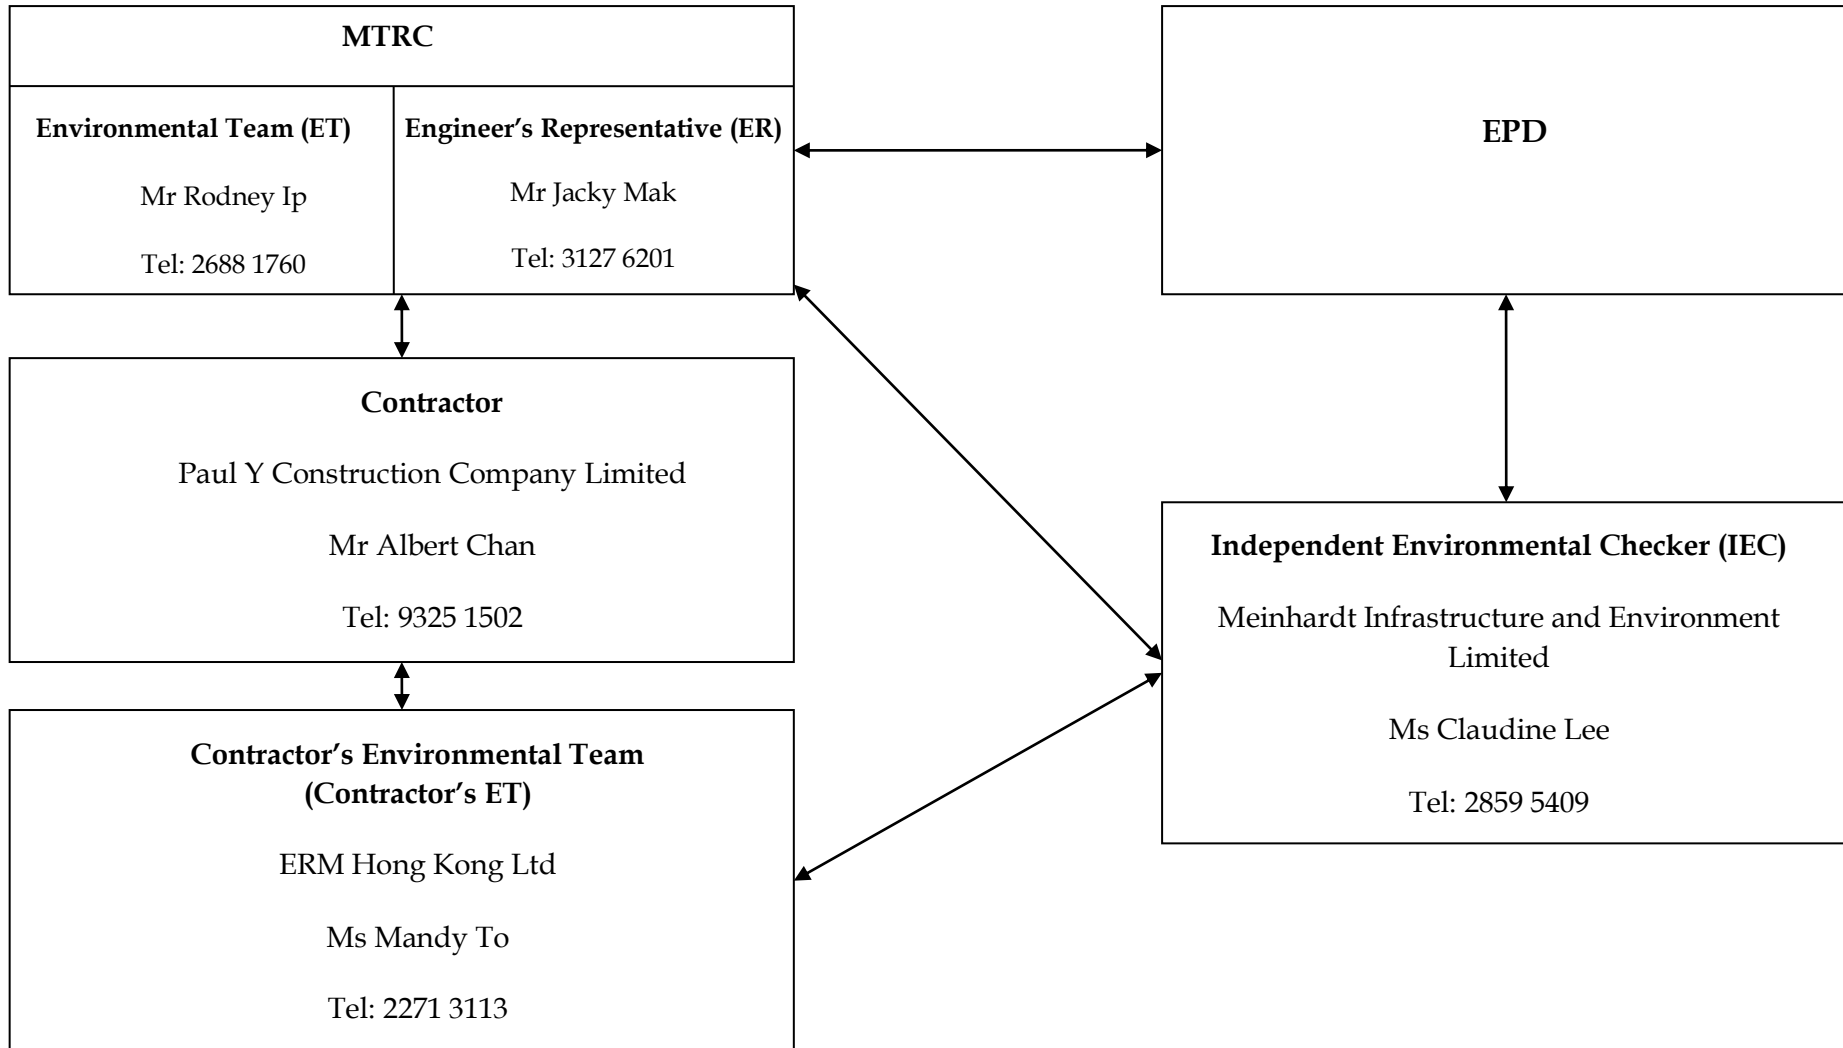 MTRC
Environmental Team (ET)
Mr Rodney Ip
Tel: 2688 1760
Engineer’s Representative (ER)
Mr Jacky Mak
Tel: 3127 6201
EPD
Contractor
Paul Y Construction Company Limited
Mr Albert Chan
Tel: 9325 1502
Independent Environmental Checker (IEC)
Meinhardt Infrastructure and Environment
Limited
Ms Claudine Lee
Tel: 2859 5409
Contractor’s Environmental Team
(Contractor’s ET)
ERM Hong Kong Ltd
Ms Mandy To
Tel: 2271 3113